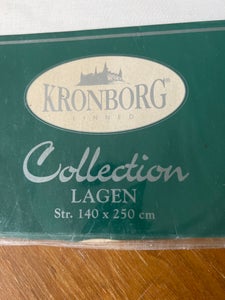 KRONBORG®
LINNED
Collection
LAGEN
Str. 140 x 250 cm